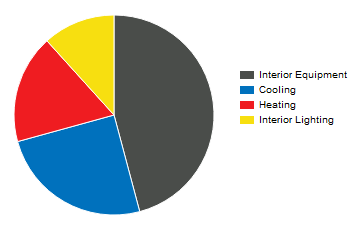 Interior Equipment
Cooling
Heating
Interior Lighting